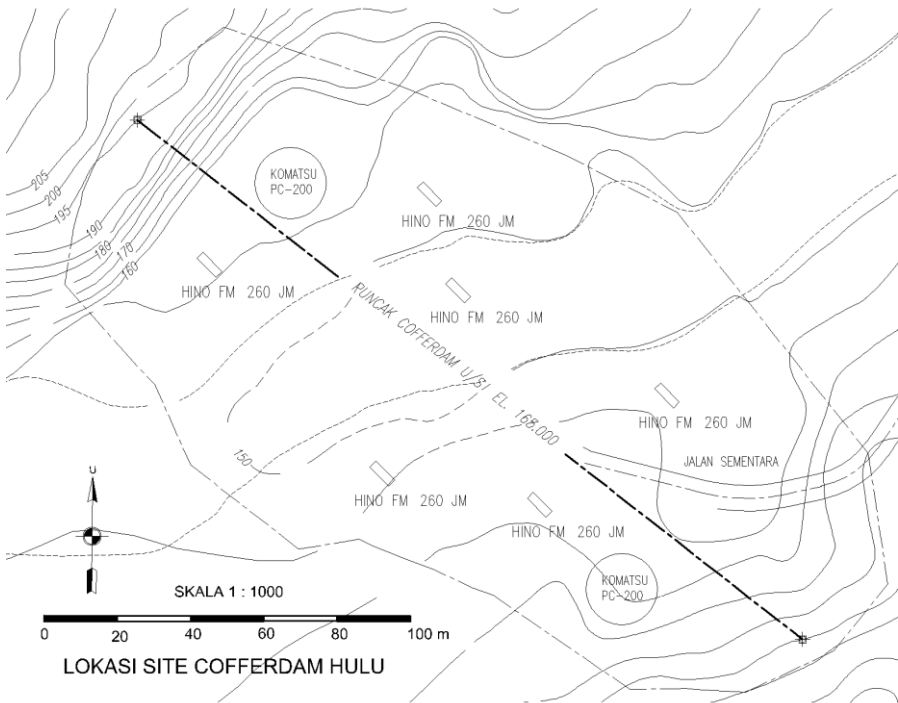 KOMATSU
PC-200
HINO FM 260 JM
205
200
195
190
180
170
160
HINO FM 260 JM
HINO FM 260 JM
PUNCAK COFFERDAM U/S1 EL. 168.000
HINO FM 260 JM
150
JALAN SEMENTARA
HINO FM 260 JM
HINO FM 260 JM
U
KOMATSU
PC-200
SKALA 1 : 1000
0 20 40 60 80 100 m
LOKASI SITE COFFERDAM HULU